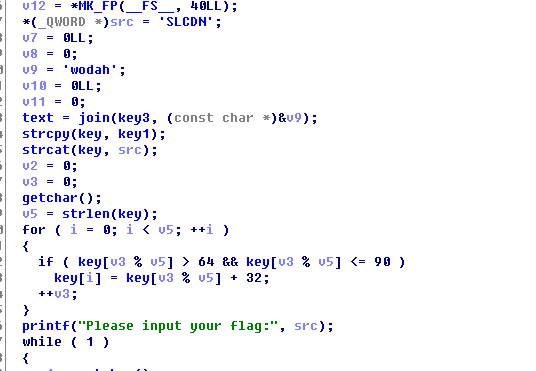 v12 = *MK_FP(__FS__, 40LL);
*(_QWORD *)src = 'SLCDN';
v7 = 0LL;
v8 = 0;
v9 = 'wodah';
v10 = 0LL;
v11 = 0;
text = join(key3, (const char *)&v9);
strcpy(key, key1);
strcat(key, src);
v2 = 0;
v3 = 0;
getchar();
v5 = strlen(key);
for ( i = 0; i < v5; ++i )
{
if ( key[v3 % v5] > 64 && key[v3 % v5] <= 90 )
key[i] = key[v3 % v5] + 32;
++v3;
}
printf("Please input your flag:", src);
while ( 1 )
{